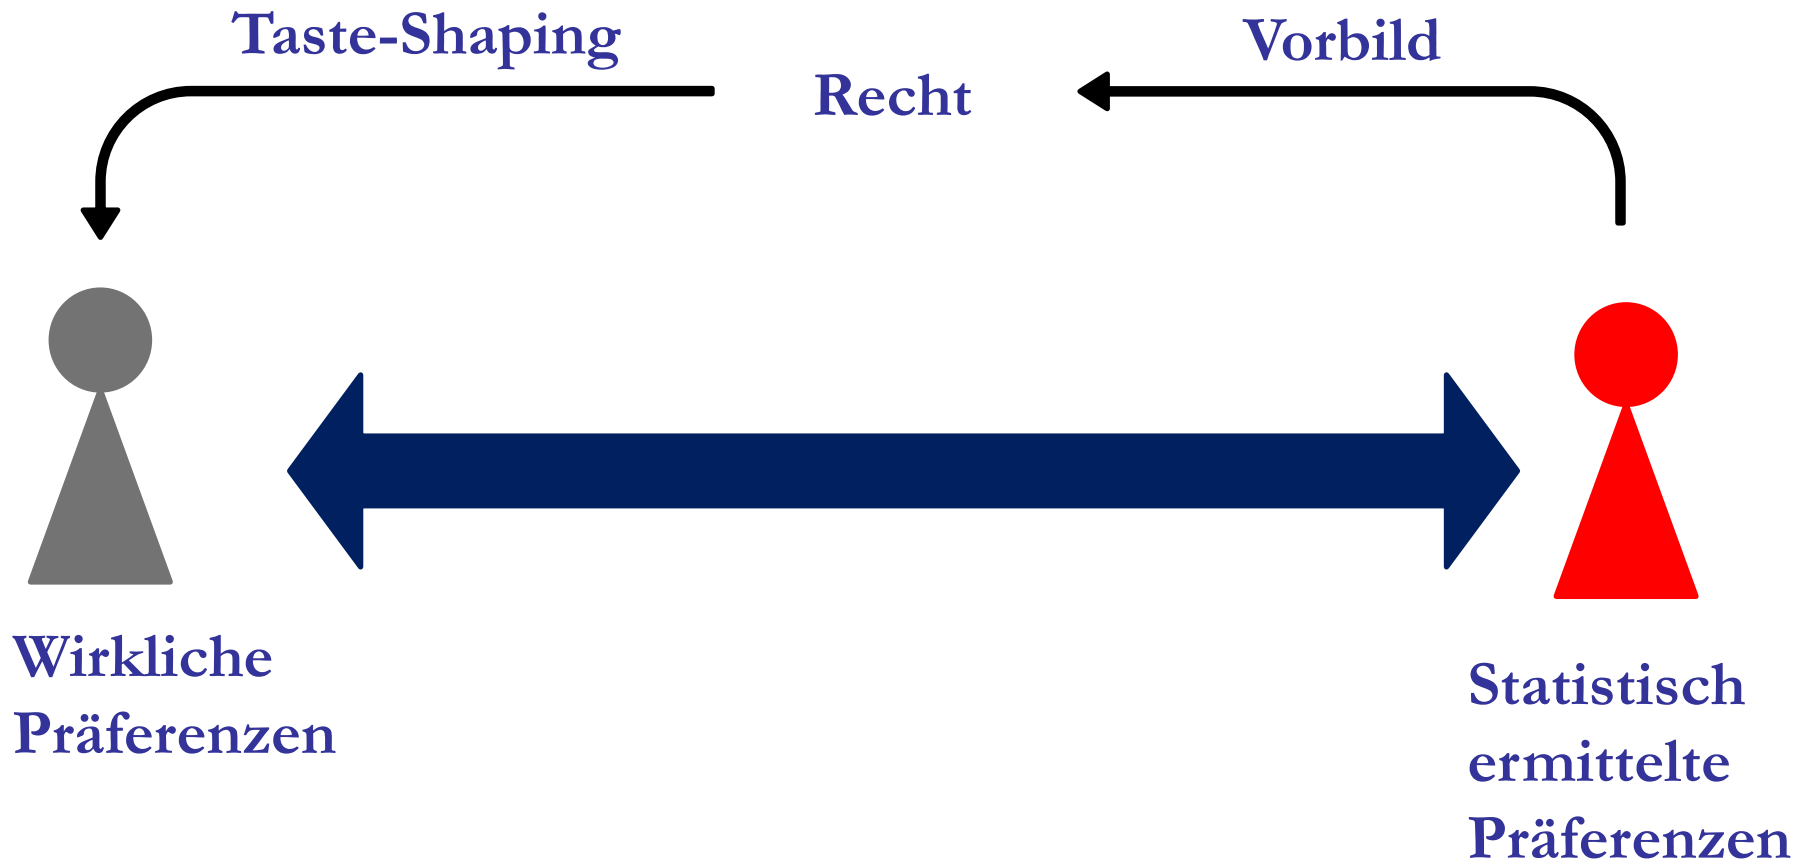 Taste-Shaping
Recht
Vorbild
Wirkliche
Präferenzen
Statistisch
ermittelte
Präferenzen